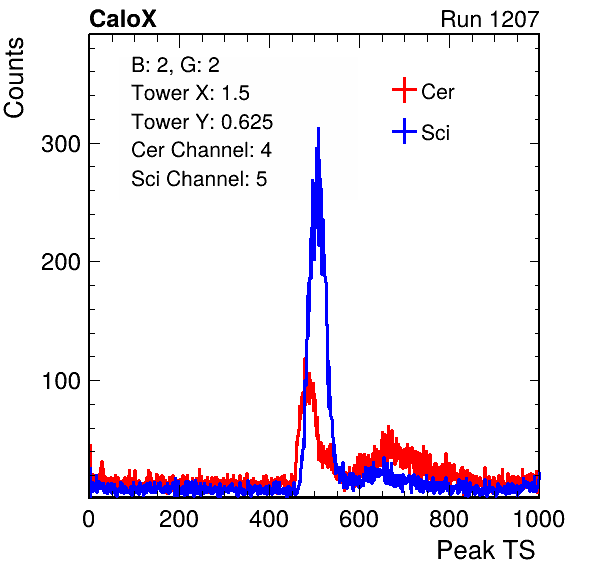 CaloX Run 1207
Counts
B: 2, G: 2
Tower X: 1.5
Tower Y: 0.625
Cer Channel: 4
Sci Channel: 5
Cer
Sci
300
200
100
0 200 400 600 800 1000
Peak TS